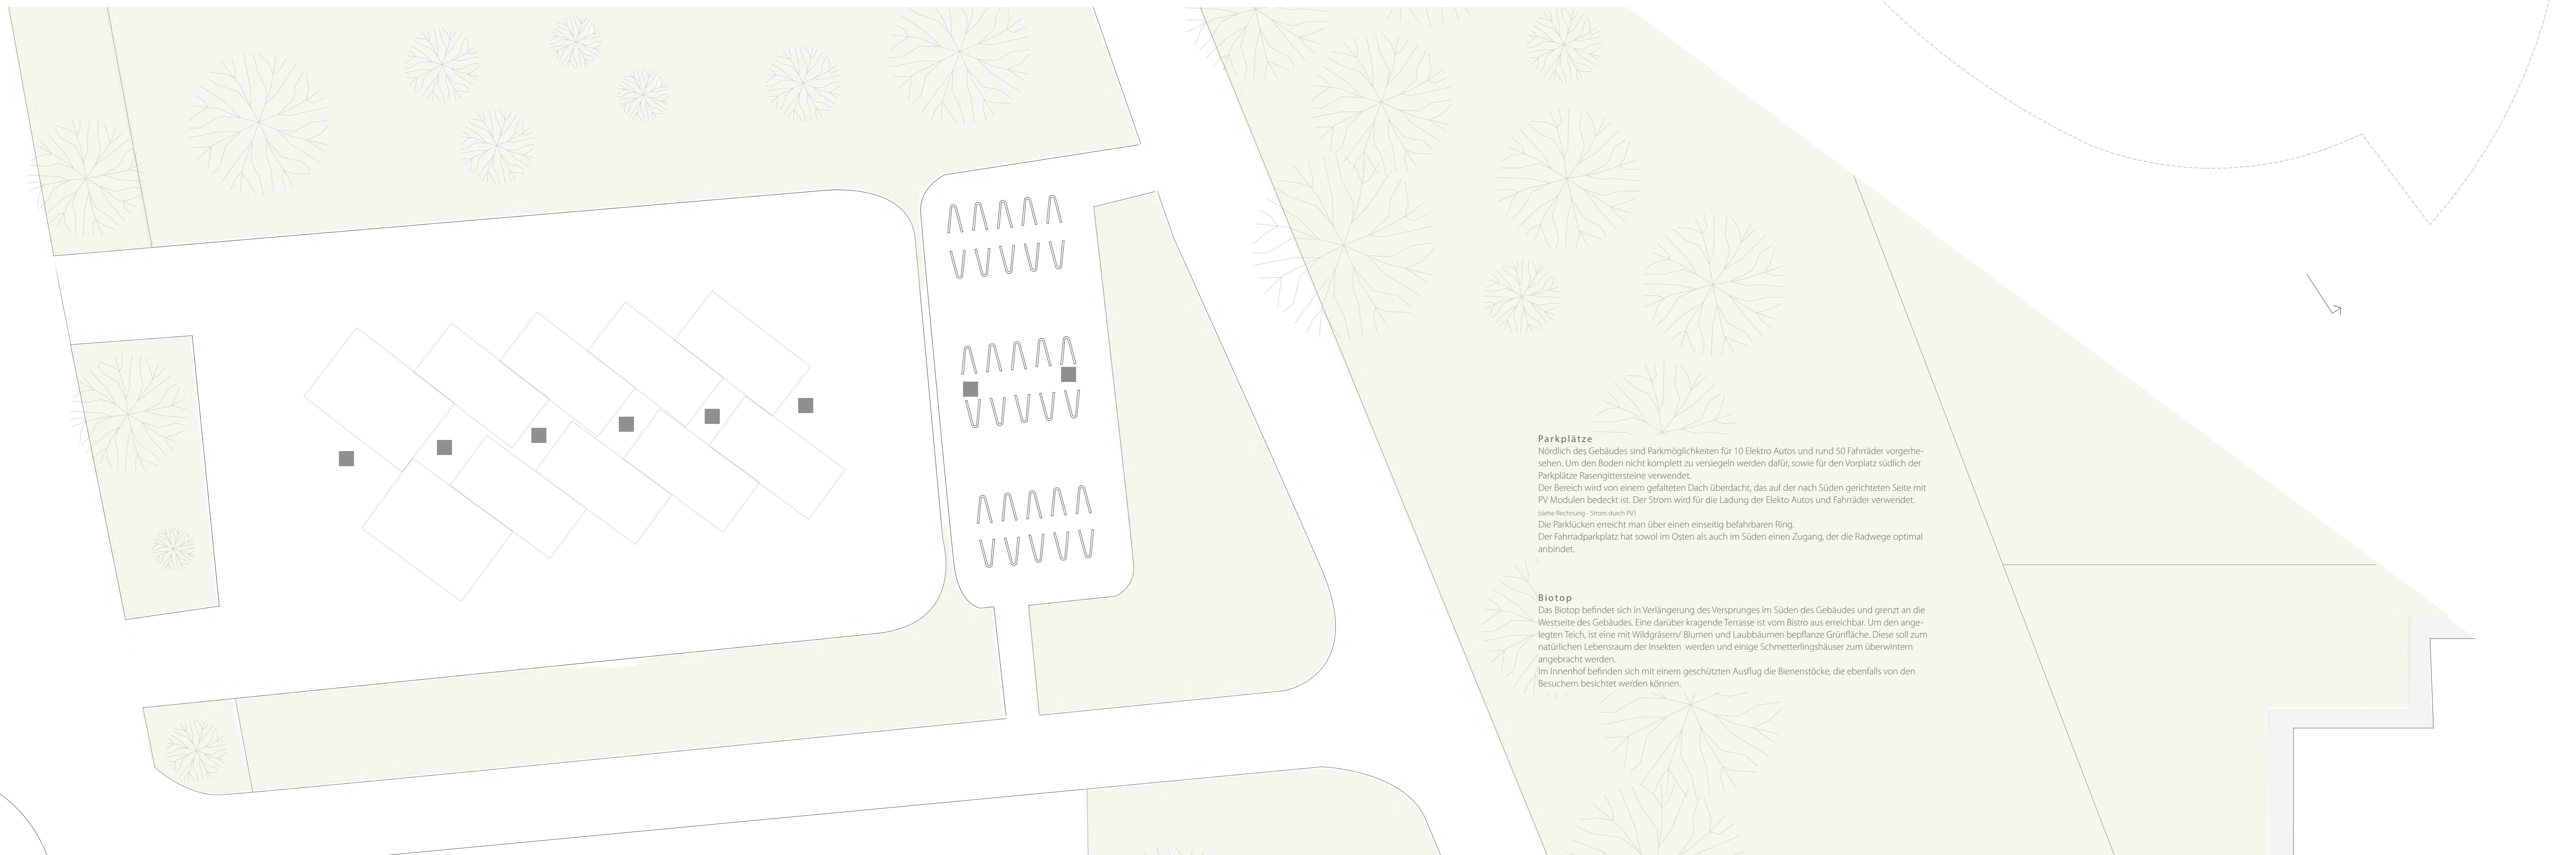 Parkplätze
Nördlich des Gebäudes sind Parkmöglichkeiten für 10 Elektro Autos und rund 50 Fahrräder vorgerhe-
sehen. Um den Boden nicht komplett zu versiegeln werden dafür, sowie für den Vorplatz südlich der
Parkplätze Rasengittersteine verwendet.
Der Bereich wird von einem gefalteten Dach überdacht, das auf der nach Süden gerichteten Seite mit
PV Modulen bedeckt ist. Der Strom wird für die Ladung der Elekto Autos und Fahrräder verwendet.
(siehe Rechnung - Strom durch PV)
Die Parklücken erreicht man über einen einseitig befahrbaren Ring.
Der Fahrradparkplatz hat sowol im Osten als auch im Süden einen Zugang, der die Radwege optimal
anbindet.
Biotop
Das Biotop befindet sich in Verlängerung des Versprunges im Süden des Gebäudes und grenzt an die
Westseite des Gebäudes. Eine darüber kragende Terrasse ist vom Bistro aus erreichbar. Um den ange-
legten Teich, ist eine mit Wildgräsern/ Blumen und Laubbäumen bepflanze Grünfläche. Diese soll zum
natürlichen Lebensraum der Insekten werden und einige Schmetterlingshäuser zum überwintern
angebracht werden.
Im Innenhof befinden sich mit einem geschützten Ausflug die Bienenstöcke, die ebenfalls von den
Besuchern besichtet werden können.